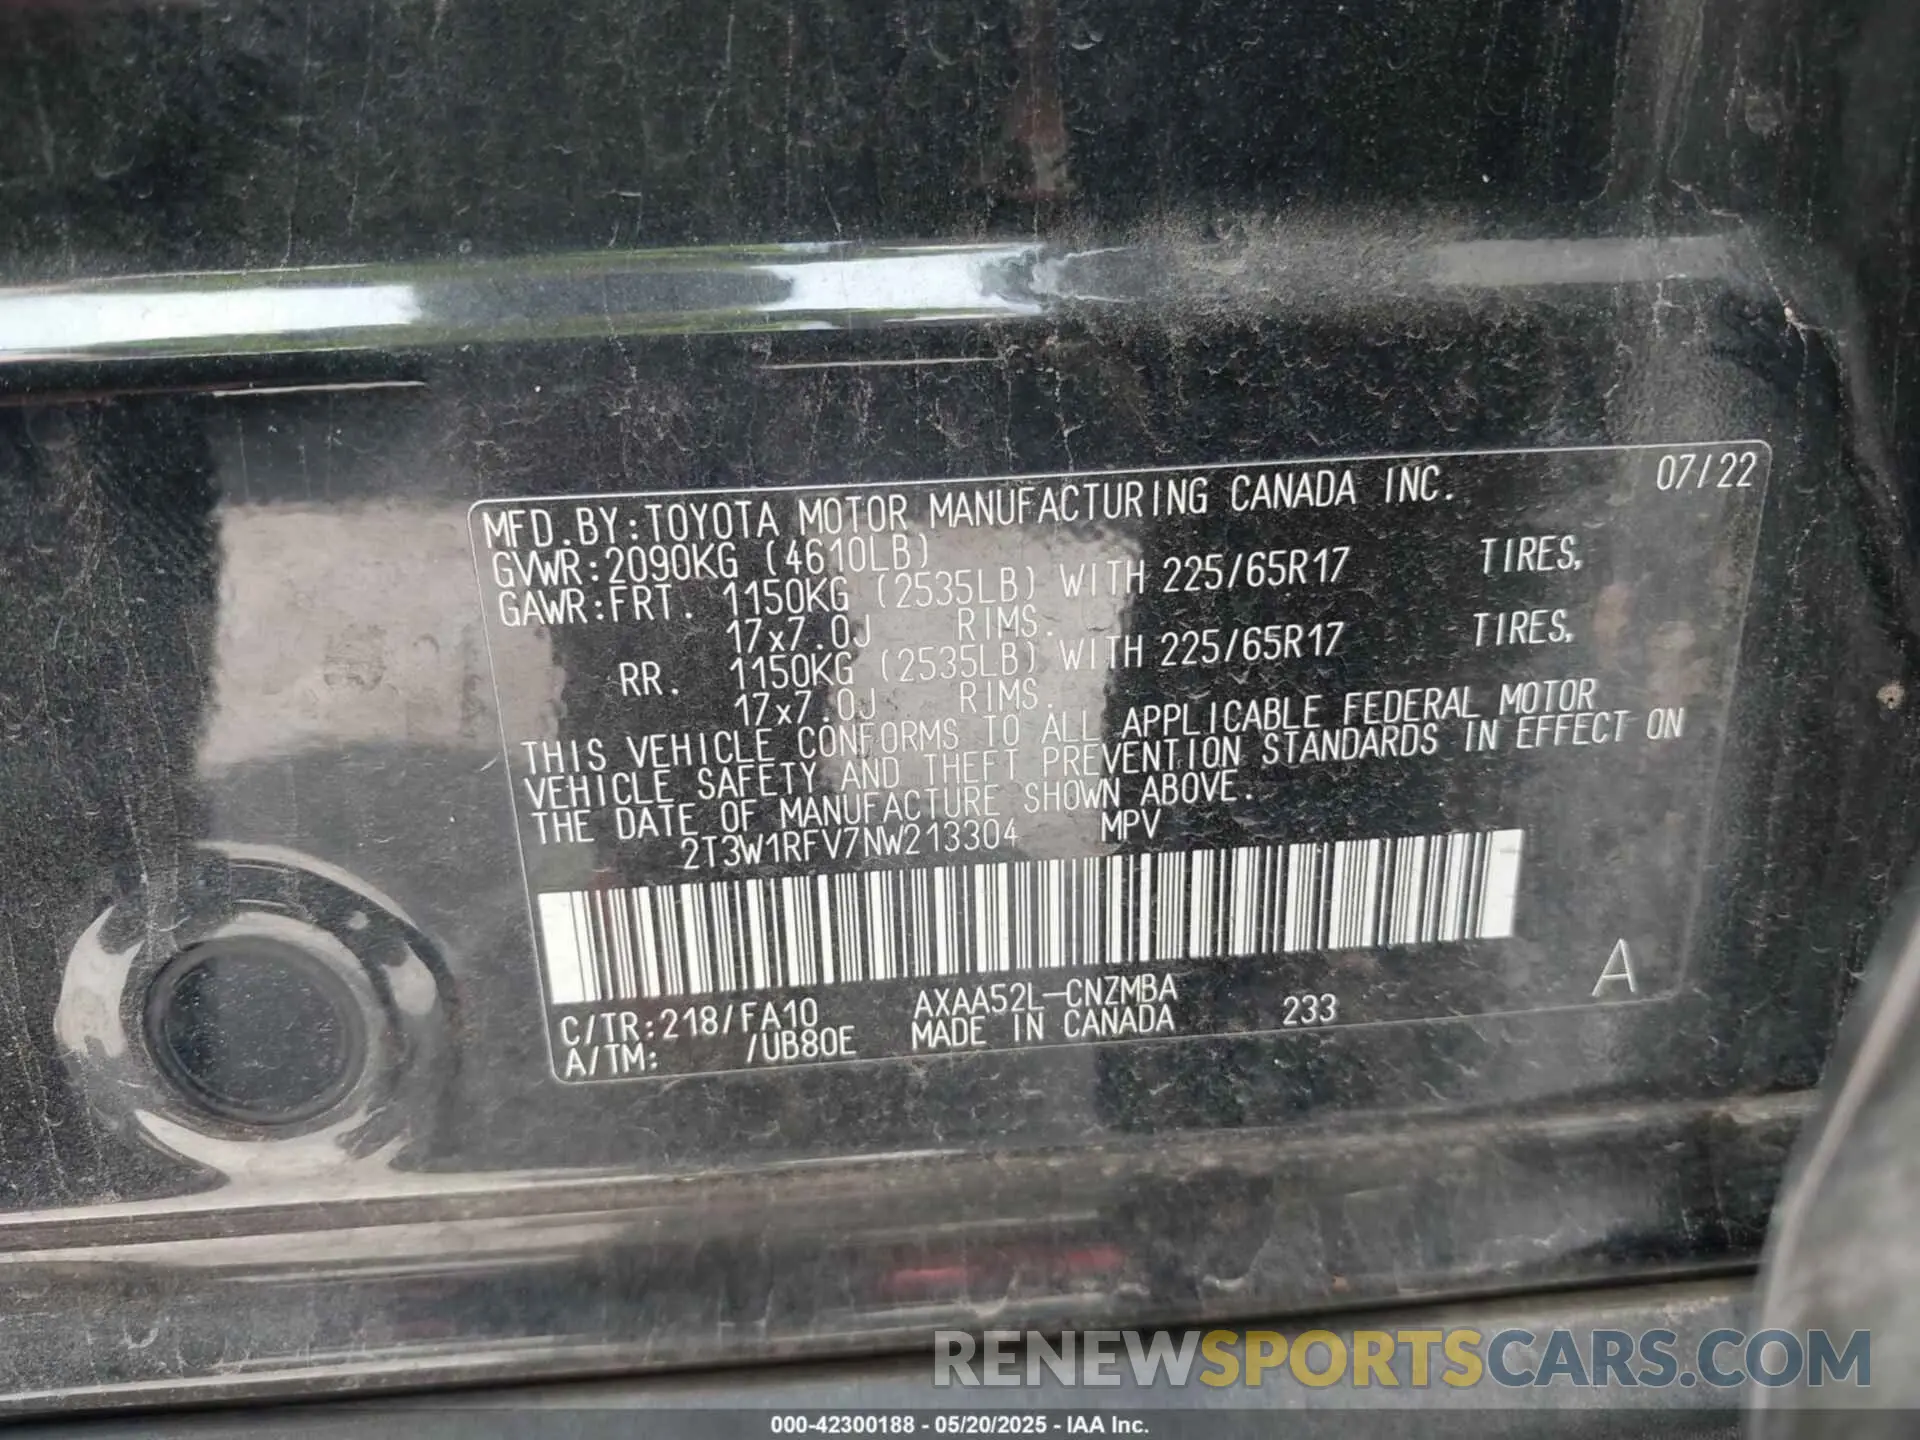 MFD.BY:TOYOTA MOTOR MANUFACTURING CANADA INC. 07/22
GVWR:2090KG (4610LB)
GAWR:FRT. 1150KG (2535LB) WITH 225/65R17 TIRES,
17x7.0J RIMS.
RR. 1150KG (2535LB) WITH 225/65R17 TIRES,
17x7.0J RIMS.
THIS VEHICLE CONFORMS TO ALL APPLICABLE FEDERAL MOTOR
VEHICLE SAFETY AND THEFT PREVENTION STANDARDS IN EFFECT ON
THE DATE OF MANUFACTURE SHOWN ABOVE.
2T3W1RFV7NW213304 MPV
C/TR:218/FA10 AXAA52L-CNZMBA
A/TM: /UB80E MADE IN CANADA 233 A
RENEWSPORTSCARS.COM
000-42300188 - 05/20/2025 - IAA Inc.